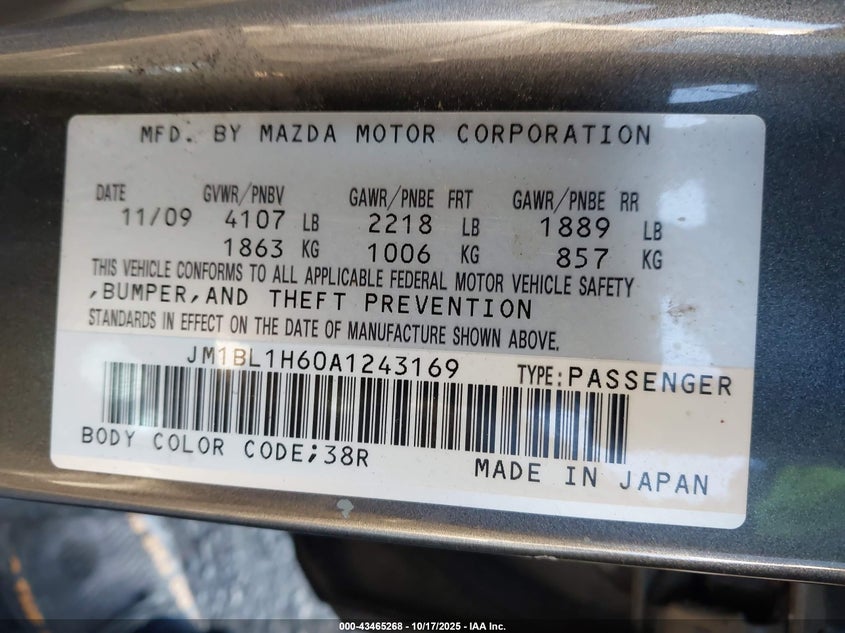 MFD. BY MAZDA MOTOR CORPORATION
DATE GVWR/PNBV GAWR/PNBE FRT GAWR/PNBE RR
11/09 4107 LB 2218 LB 1889 LB
1863 KG 1006 KG 857 KG
THIS VEHICLE CONFORMS TO ALL APPLICABLE FEDERAL MOTOR VEHICLE SAFETY
,BUMPER,AND THEFT PREVENTION
STANDARDS IN EFFECT ON THE DATE OF MANUFACTURE SHOWN ABOVE.
JM1BL1H60A1243169 TYPE:PASSENGER
BODY COLOR CODE;38R
MADE IN JAPAN
000-43465268 - 10/17/2025 - IAA Inc.